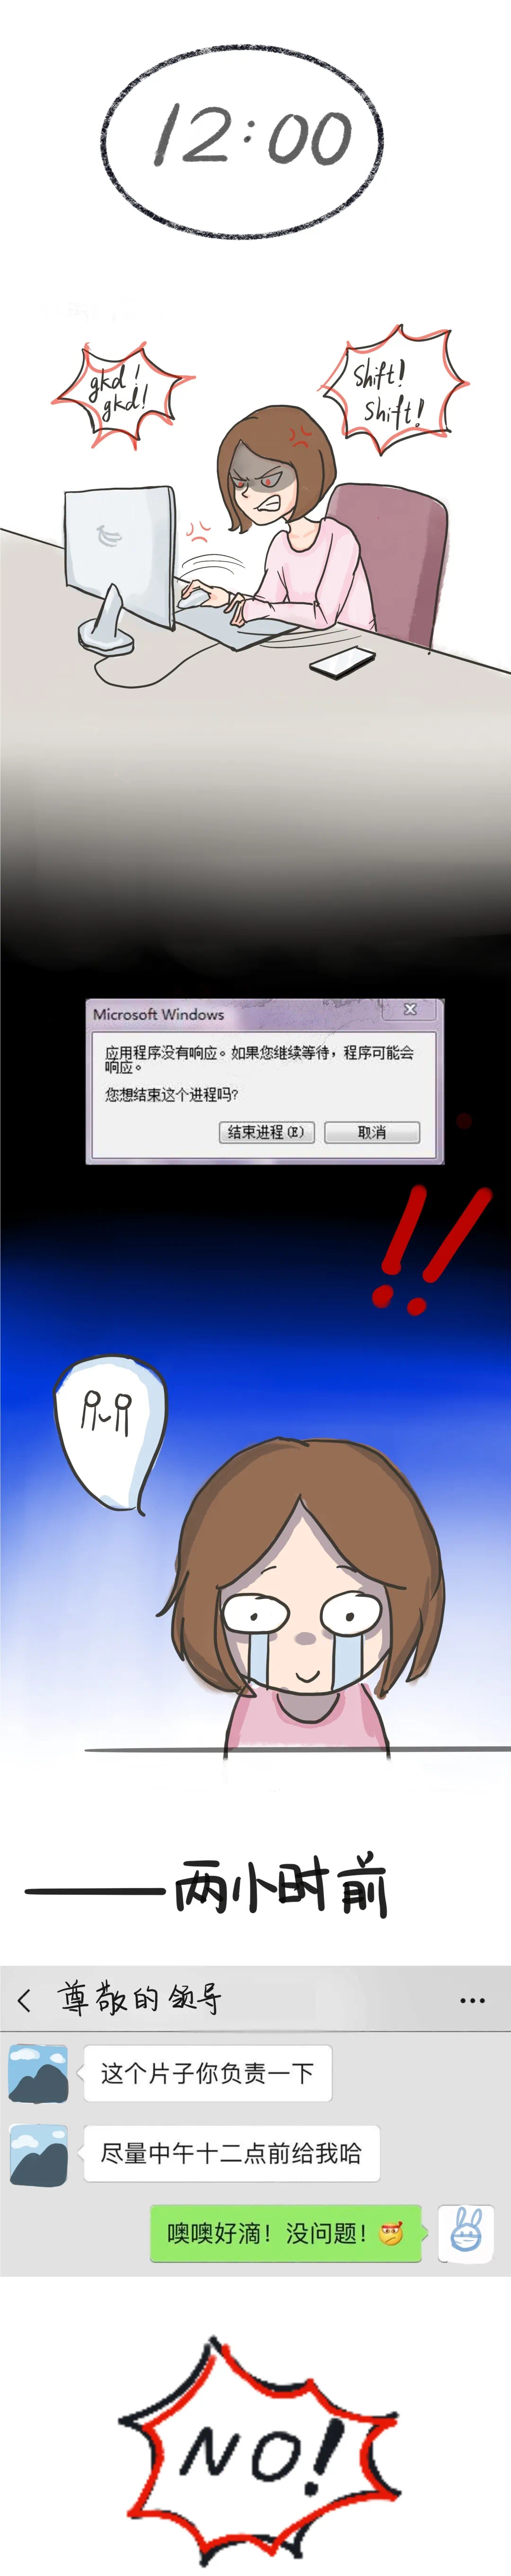 12:00
gkd!
gkd!
Shift!
Shift!
Microsoft Windows
应用程序没有响应。如果您继续等待，程序可能会
响应。
您想结束这个进程吗？
结束进程(E)
取消
——两小时前
尊敬的领导
这个片子你负责一下
尽量中午十二点前给我哈
噢噢好滴！没问题！
NO!